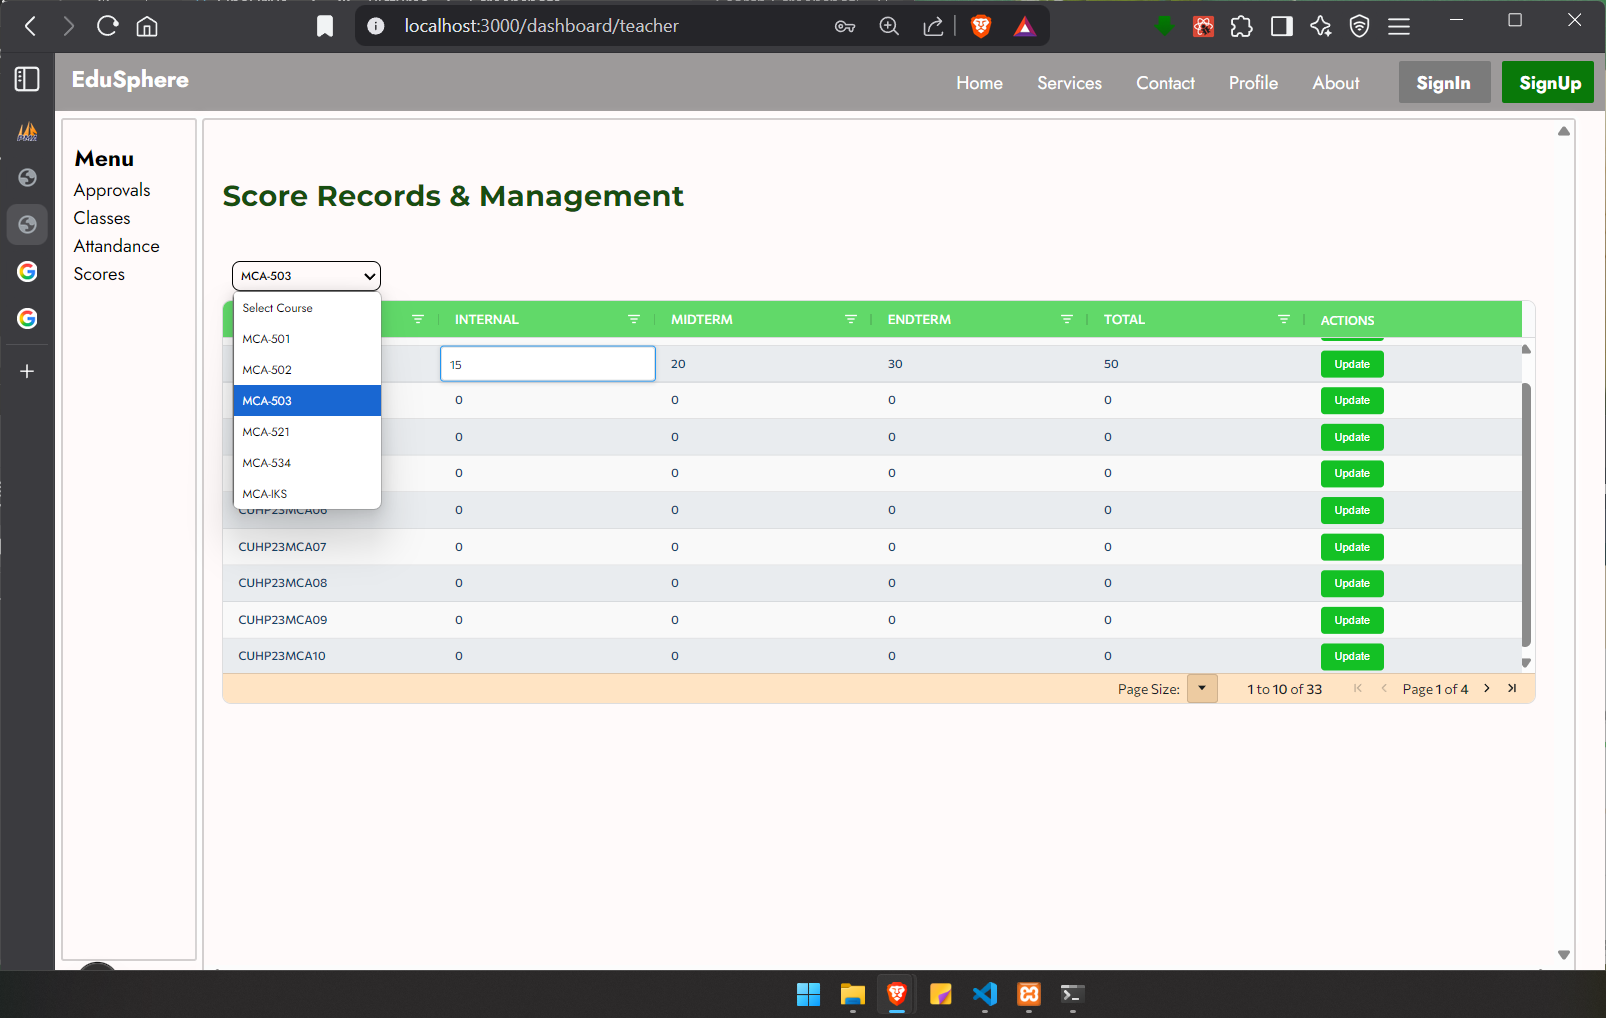 localhost:3000/dashboard/teacher
EduSphere
Home Services Contact Profile About SignIn SignUp
Menu
Approvals
Classes
Attandance
Scores
Score Records & Management
MCA-503
Select Course
MCA-501
MCA-502
MCA-503
MCA-521
MCA-534
MCA-IKS
INTERNAL MIDTERM ENDTERM TOTAL ACTIONS
15 20 30 50 Update
0 0 0 0 Update
0 0 0 0 Update
0 0 0 0 Update
CUHP23MCA06 0 0 0 0 Update
CUHP23MCA07 0 0 0 0 Update
CUHP23MCA08 0 0 0 0 Update
CUHP23MCA09 0 0 0 0 Update
CUHP23MCA10 0 0 0 0 Update
Page Size: 1 to 10 of 33 Page 1 of 4